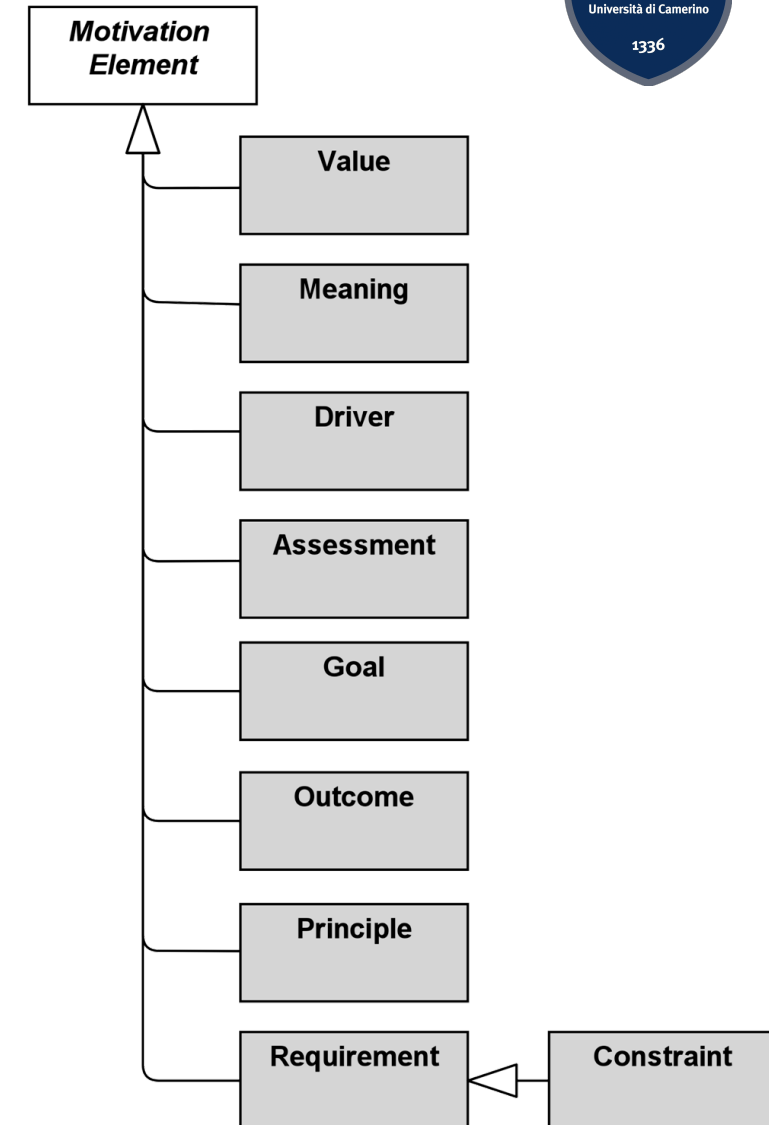 Università di Camerino
1336
Motivation
Element
Value
Meaning
Driver
Assessment
Goal
Outcome
Principle
Requirement
Constraint